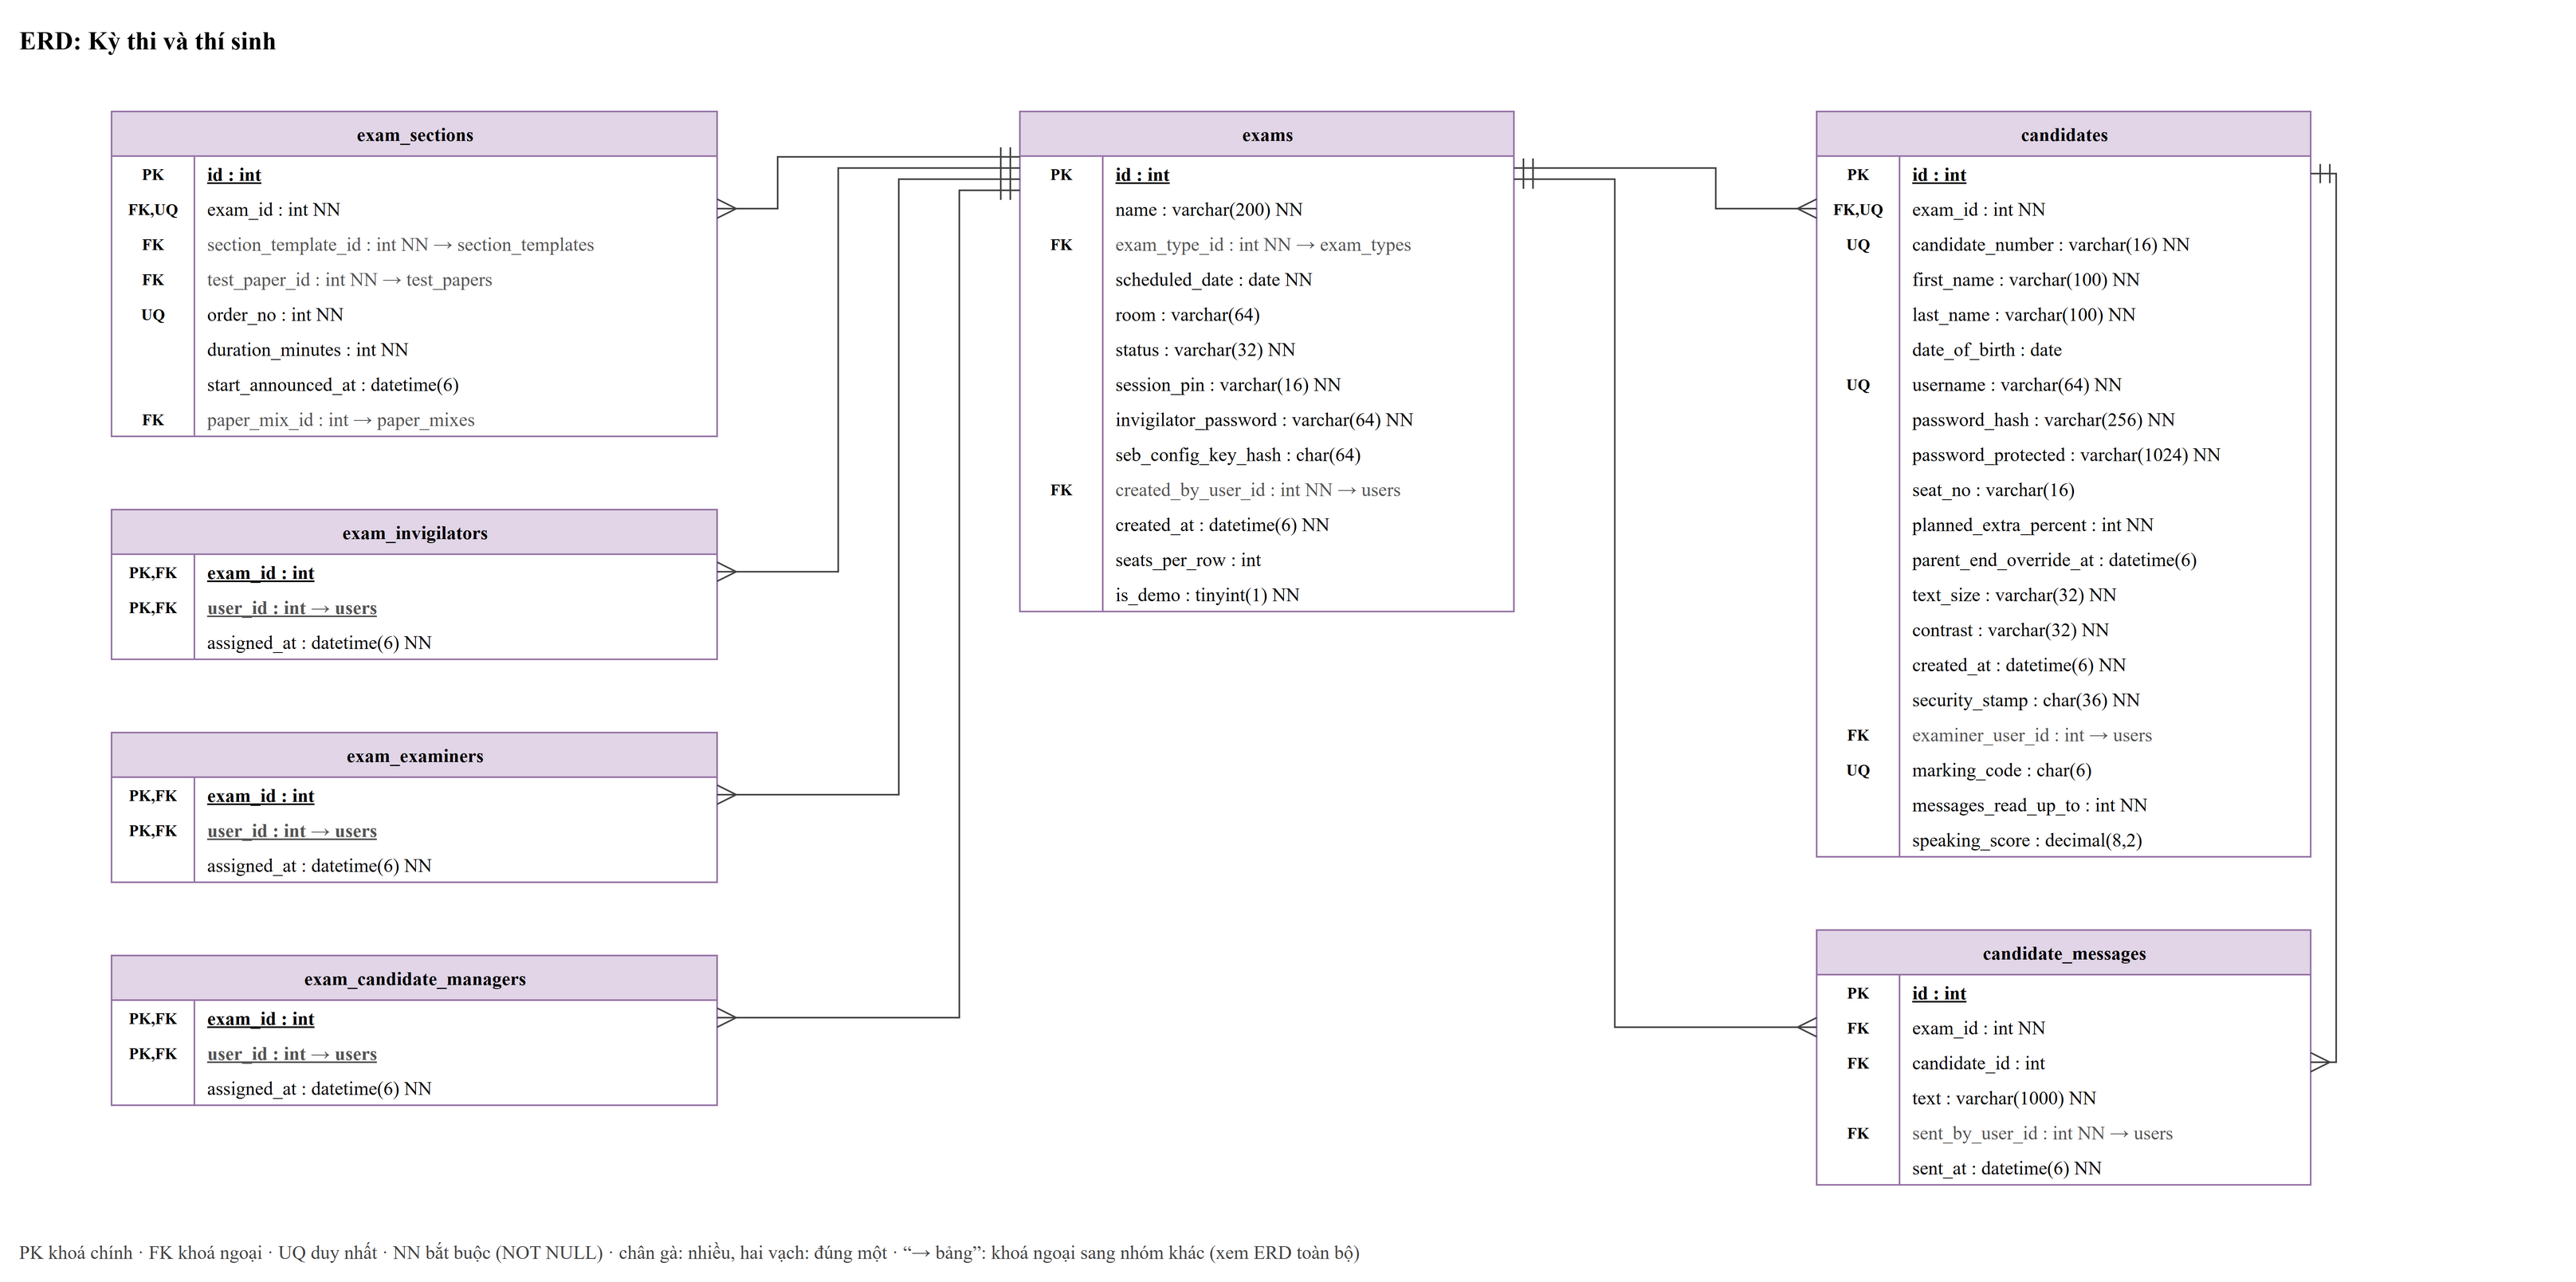 ERD: Kỳ thi và thí sinh
exam_sections
PK id : int
FK,UQ exam_id : int NN
FK section_template_id : int NN → section_templates
FK test_paper_id : int NN → test_papers
UQ order_no : int NN
duration_minutes : int NN
start_announced_at : datetime(6)
FK paper_mix_id : int → paper_mixes
exam_invigilators
PK,FK exam_id : int
PK,FK user_id : int → users
assigned_at : datetime(6) NN
exam_examiners
PK,FK exam_id : int
PK,FK user_id : int → users
assigned_at : datetime(6) NN
exam_candidate_managers
PK,FK exam_id : int
PK,FK user_id : int → users
assigned_at : datetime(6) NN
exams
PK id : int
name : varchar(200) NN
FK exam_type_id : int NN → exam_types
scheduled_date : date NN
room : varchar(64)
status : varchar(32) NN
session_pin : varchar(16) NN
invigilator_password : varchar(64) NN
seb_config_key_hash : char(64)
FK created_by_user_id : int NN → users
created_at : datetime(6) NN
seats_per_row : int
is_demo : tinyint(1) NN
candidates
PK id : int
FK,UQ exam_id : int NN
UQ candidate_number : varchar(16) NN
first_name : varchar(100) NN
last_name : varchar(100) NN
date_of_birth : date
UQ username : varchar(64) NN
password_hash : varchar(256) NN
password_protected : varchar(1024) NN
seat_no : varchar(16)
planned_extra_percent : int NN
parent_end_override_at : datetime(6)
text_size : varchar(32) NN
contrast : varchar(32) NN
created_at : datetime(6) NN
security_stamp : char(36) NN
FK examiner_user_id : int → users
UQ marking_code : char(6)
messages_read_up_to : int NN
speaking_score : decimal(8,2)
candidate_messages
PK id : int
FK exam_id : int NN
FK candidate_id : int
text : varchar(1000) NN
FK sent_by_user_id : int NN → users
sent_at : datetime(6) NN
PK khoá chính · FK khoá ngoại · UQ duy nhất · NN bắt buộc (NOT NULL) · chân gà: nhiều, hai vạch: đúng một · “→ bảng”: khoá ngoại sang nhóm khác (xem ERD toàn bộ)